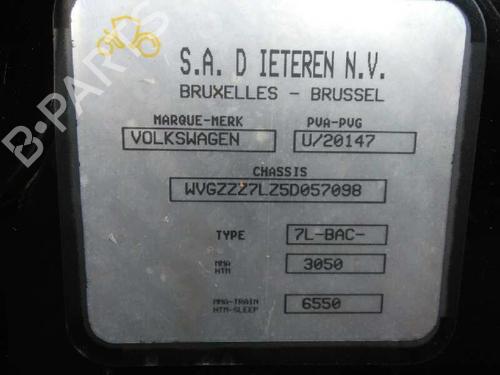 S.A. D IETEREN N.V.
BRUXELLES - BRUSSEL
MARQUE-MERK PVA-PVG
VOLKSWAGEN U/20147
CHASSIS
WVGZZZ7LZ5D057098
TYPE 7L-BAC-
MMA
HTM
3050
MMA-TRAIN
HTM-SLEEP
6550